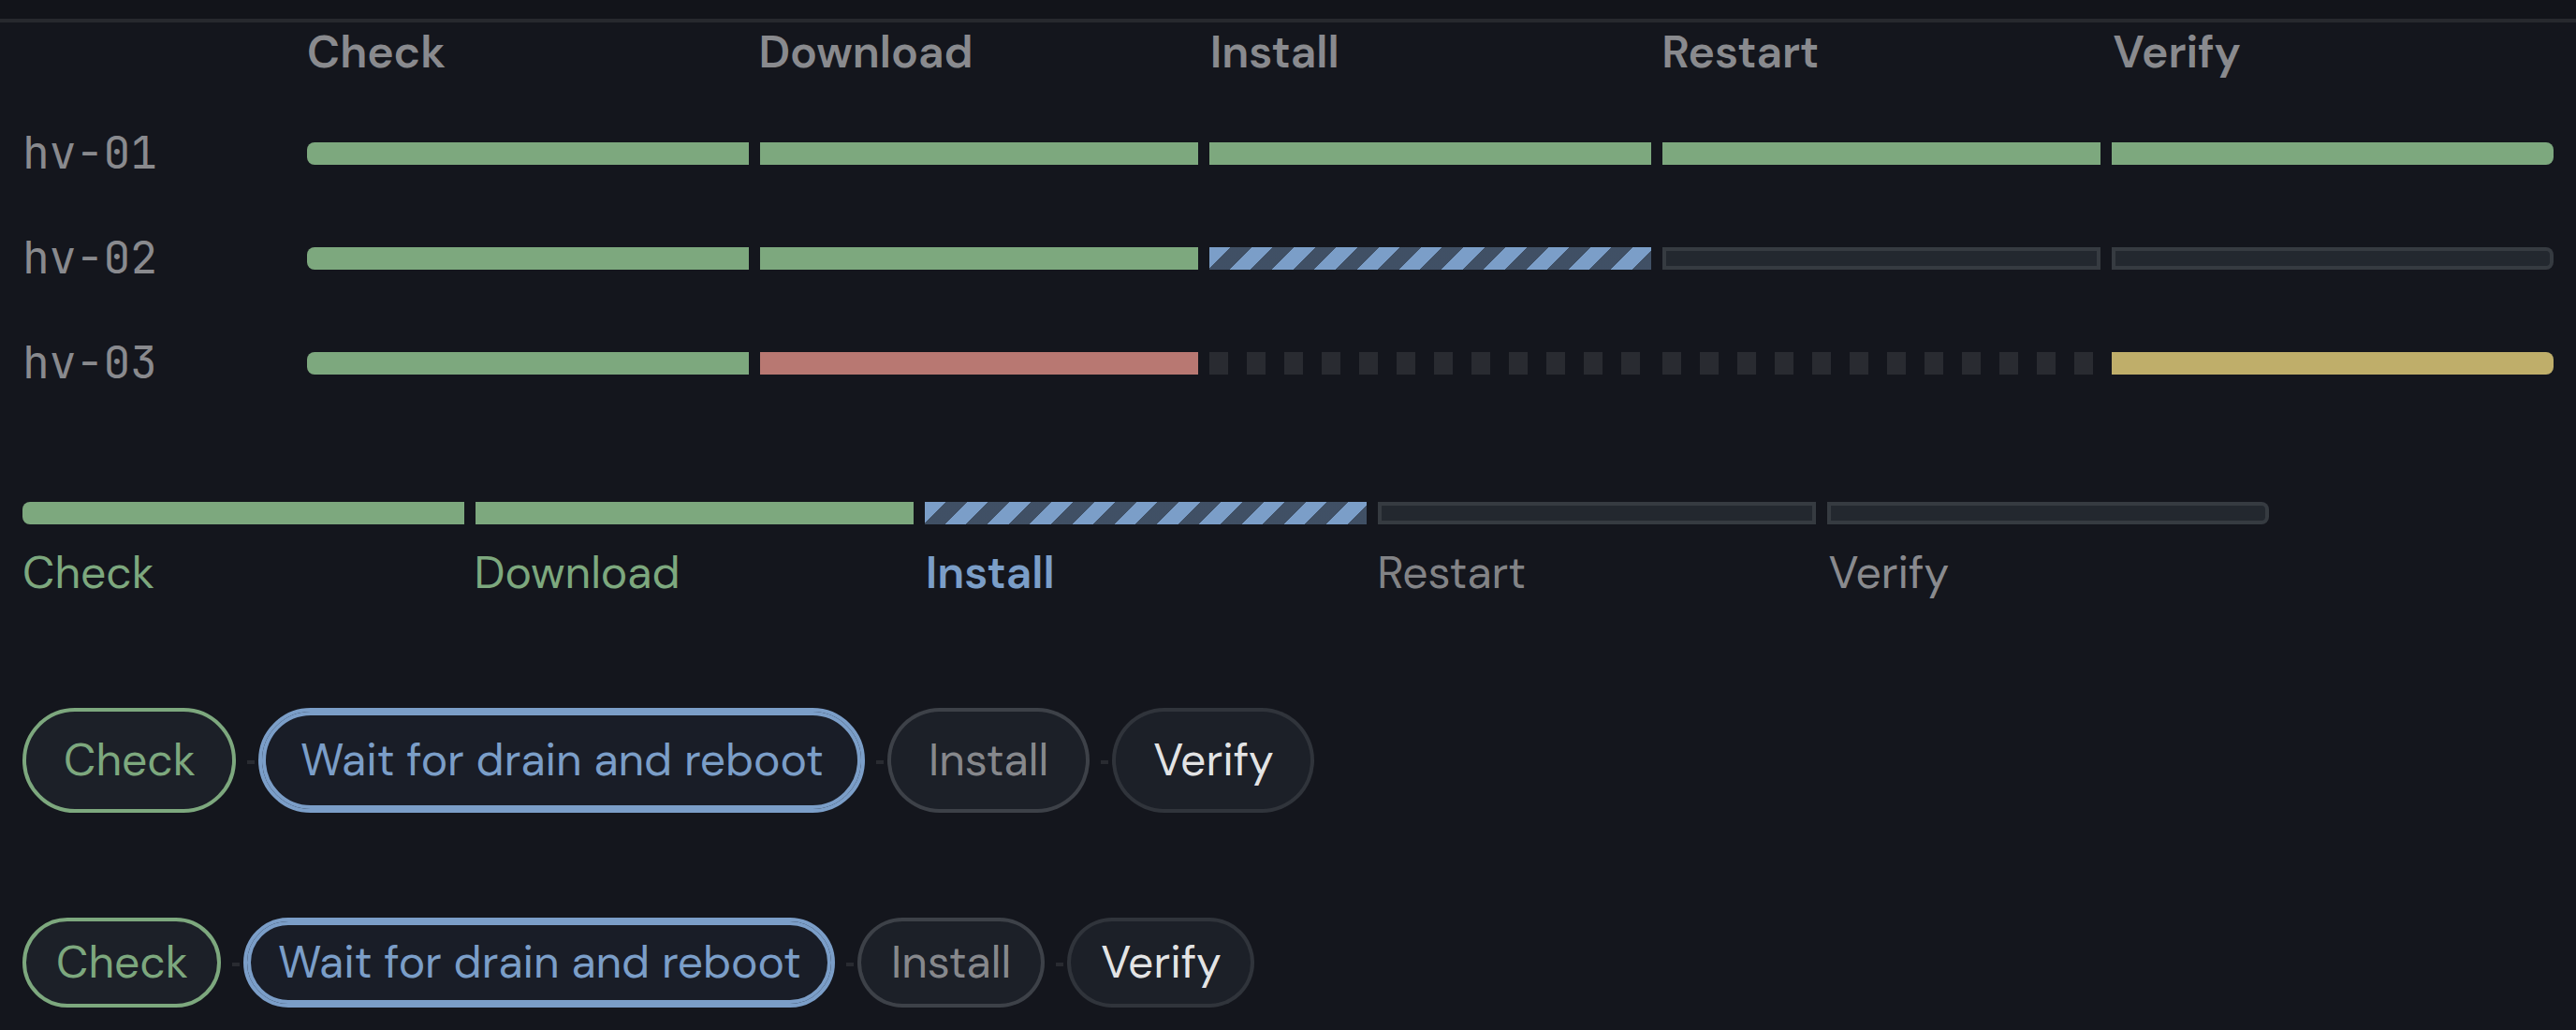 Check Download Install Restart Verify
hv-01
hv-02
hv-03
Check Download Install Restart Verify
Check Wait for drain and reboot Install Verify
Check Wait for drain and reboot Install Verify